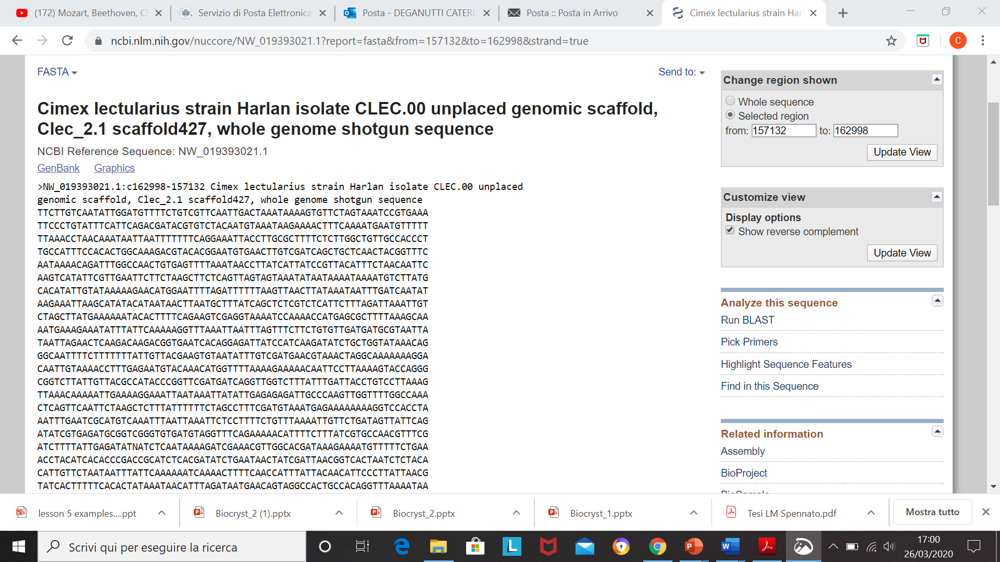 (172) Mozart, Beethoven, C
Servizio di Posta Elettronica
Posta - DEGANUTTI CATERI
Posta :: Posta in Arrivo
Cimex lectularius strain Har
ncbi.nlm.nih.gov/nuccore/NW_019393021.1?report=fasta&from=157132&to=162998&strand=true
C
FASTA
Send to:
Cimex lectularius strain Harlan isolate CLEC.00 unplaced genomic scaffold,
Clec_2.1 scaffold427, whole genome shotgun sequence
NCBI Reference Sequence: NW_019393021.1
GenBank Graphics
>NW_019393021.1:c162998-157132 Cimex lectularius strain Harlan isolate CLEC.00 unplaced
genomic scaffold, Clec_2.1 scaffold427, whole genome shotgun sequence
TTCTTGTCAATATTGGATGTTTTCTGTCGTTCAATTGACTAAATAAAAGTGTTCTAGTAAATCCGTGAAA
TTCCCTGTATTTCATTCAGACGATACGTGTCTACAATGTAAATAAGAAAACTTTCAAAATGAATGTTTTT
TTAAACCTAACAAATAATTAATTTTTTTCAGGAAATTACCTTGCGCTTTTCTCTTGGCTGTTGCCACCCT
TGCCATTTCCACACTGGCAAAGACGTACACGGAATGTGAACTTGTCGATCAGCTGCTCAACTACGGTTTC
AATAAAACAGATTTGGCCAACTGTGAGTTTTAAATAACCTTATCATTATCCGTTACATTTCTAACAATTC
AAGTCATATTCGTTGAATTCTTCTAAGCTTCTCAGTTAGTAGTAAATATAATAAAATAAAATGTCTTATG
CACATATTGTATAAAAAGAACATGGAATTTTAGATTTTTTAAGTTAACTTATAAATAATTTGATCAATAT
AAGAAATTAAGCATATACATAATAACTTAATGCTTTATCAGCTCTCGTCTCATTCTTTAGATTAAATTGT
CTAGCTTATGAAAAAATACACTTTTCAGAAGTCGAGGTAAAATCCAAAACCATGAGCGCTTTTAAAGCAA
AATGAAAGAAATATTTATTCAAAAAGGTTTAAATTAATTTAGTTTCTTCTGTGTTGATGATGCGTAATTA
TAATTAGAACTCAAGACAAGACGGTGAATCACAGGAGATTATCCATCAAGATATCTGCTGGTATAAACAG
GGCAATTTTCTTTTTTTATTGTTACGAAGTGTAATATTTGTCGATGAACGTAAACTAGGCAAAAAAAGGA
CAATTGTAAAACCTTTGAGAATGTACAAACATGGTTTTAAAAGAAAAACAATTCCTTAAAAGTACCAGGG
CGGTCTTATTGTTACGCCATACCCGGTTCGATGATCAGGTTGGTCTTTATTTGATTACCTGTCCTTAAAG
TTAAACAAAAATTGAAAAGGAAATTAATAAATTATATTGAGAGAGATTGCCCAAGTTGGTTTTGGCCAAA
CTCAGTTCAATTCTAAGCTCTTTATTTTTTCTAGCCTTTCGATGTAAATGAGAAAAAAAAGGTCCACCTA
AATTTGAATCGCATGTCAAATTTAATTAAATTCTCCTTTTCTGTTTAAAATTGTTCTGATAGTTATTCAG
ATATCGTGAGATGCGGTCGGGTGTGATGTAGGTTTCAGAAAAACATTTTCTTTATCGTGCCAACGTTTCG
ATCTTTTATTGAGATATNATCTCAATAAAAGATCGAAACGTTGGCACGATAAAGAAAATGTTTTTCTGAA
ACCTACATCACACCCGACCGCATCTCACGATATCTGAATAACTATCGATTAACGGTCACTAATCTCTACA
CATTGTTCTAATAATTTATTCAAAAAATCAAAACTTTTCAACCATTTATTACAACATTCCCTTATTAACG
TATCACTTTTTCACACTATAAATAACATTTAGATAATGAACAGTAGGCCACTGCCACAGGTTTAAAATAA
Change region shown
Whole sequence
Selected region
from: 157132 to: 162998
Update View
Customize view
Display options
Show reverse complement
Update View
Analyze this sequence
Run BLAST
Pick Primers
Highlight Sequence Features
Find in this Sequence
Related information
Assembly
BioProject
BioSample
lesson 5 examples....ppt
Biocryst_2 (1).pptx
Biocryst_2.pptx
Biocryst_1.pptx
Tesi LM Spennato.pdf
Mostra tutto
Scrivi qui per eseguire la ricerca
17:00
26/03/2020